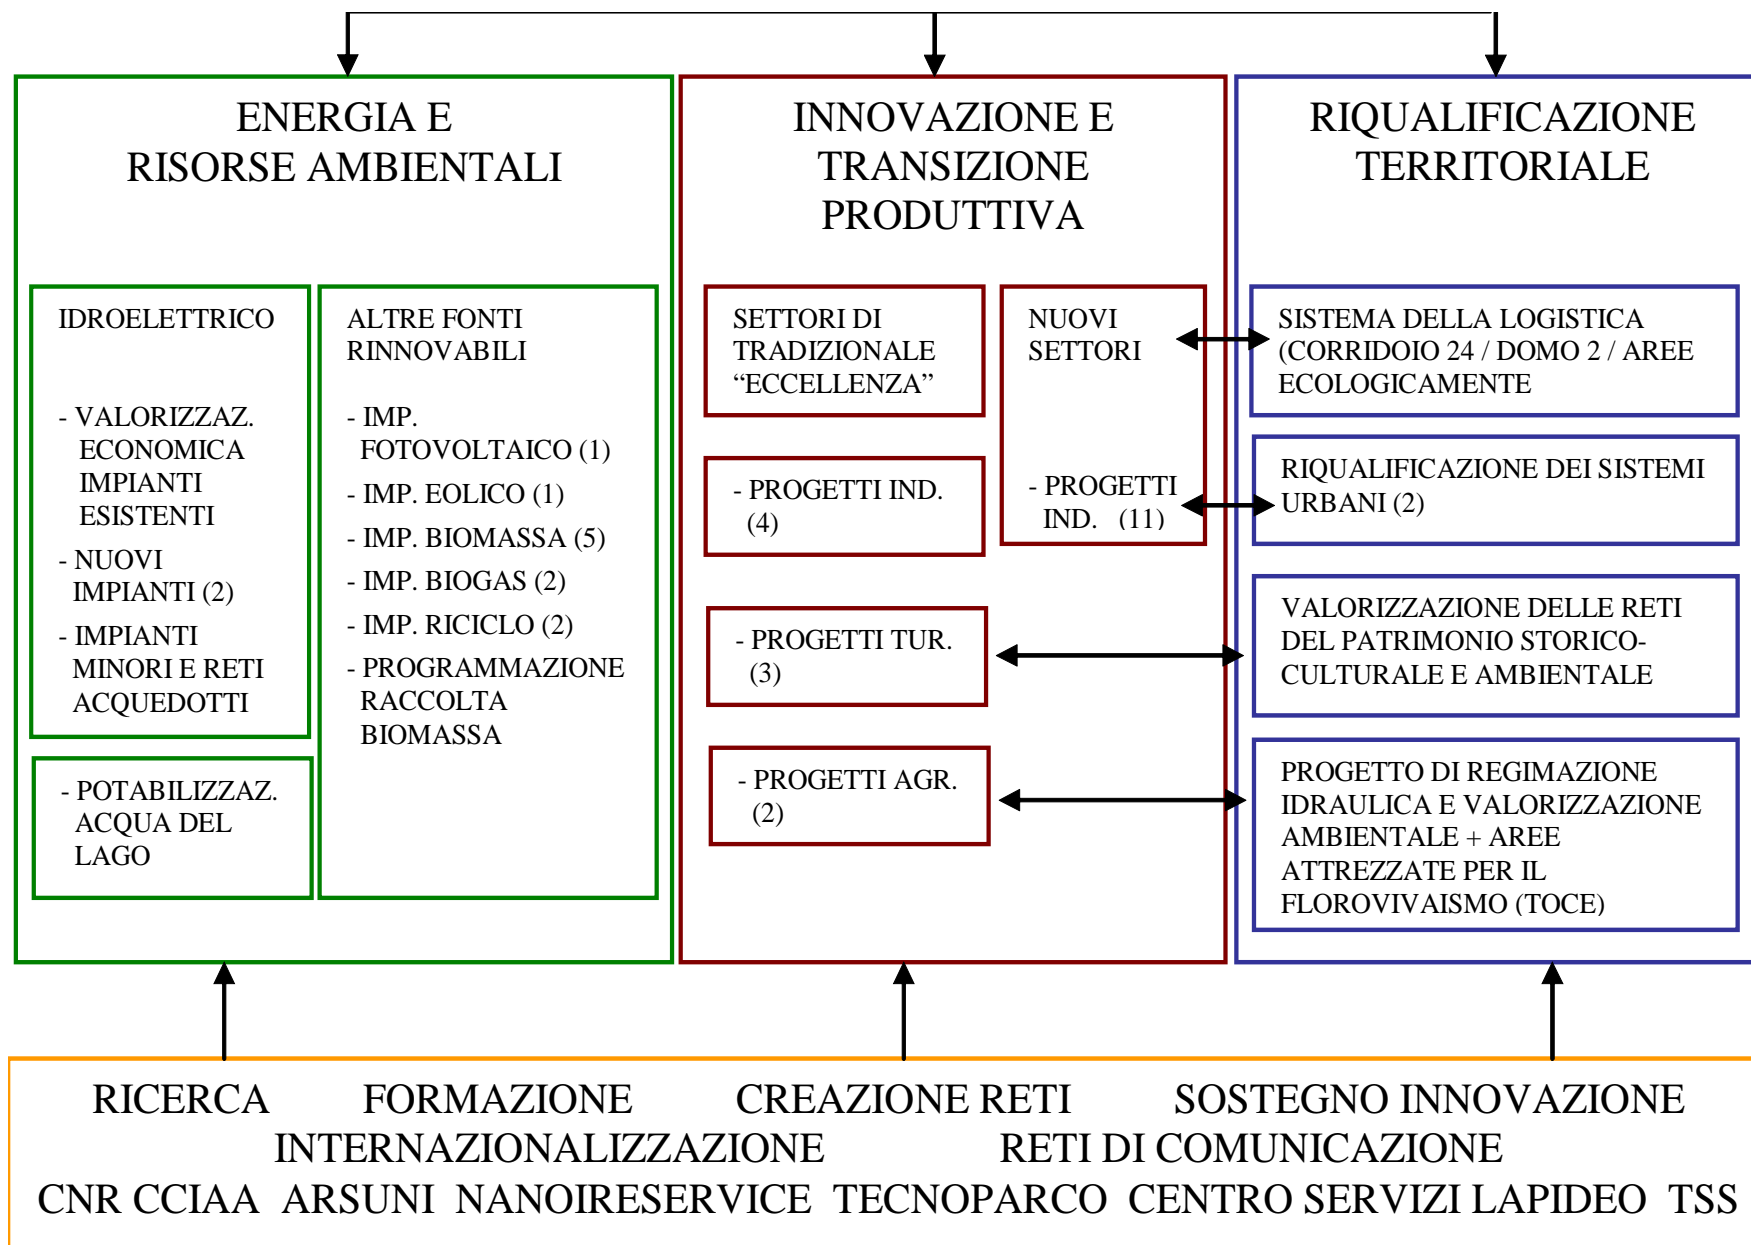 ENERGIA E
RISORSE AMBIENTALI
IDROELETTRICO
- VALORIZZAZ.
ECONOMICA
IMPIANTI
ESISTENTI
- NUOVI
IMPIANTI (2)
- IMPIANTI
MINORI E RETI
ACQUEDOTTI
- POTABILIZZAZ.
ACQUA DEL
LAGO
ALTRE FONTI
RINNOVABILI
- IMP.
FOTOVOLTAICO (1)
- IMP. EOLICO (1)
- IMP. BIOMASSA (5)
- IMP. BIOGAS (2)
- IMP. RICICLO (2)
- PROGRAMMAZIONE
RACCOLTA
BIOMASSA
INNOVAZIONE E
TRANSIZIONE
PRODUTTIVA
SETTORI DI
TRADIZIONALE
“ECCELLENZA”
- PROGETTI IND.
(4)
- PROGETTI TUR.
(3)
- PROGETTI AGR.
(2)
NUOVI
SETTORI
- PROGETTI
IND. (11)
RIQUALIFICAZIONE
TERRITORIALE
SISTEMA DELLA LOGISTICA
(CORRIDOIO 24 / DOMO 2 / AREE
ECOLOGICAMENTE
RIQUALIFICAZIONE DEI SISTEMI
URBANI (2)
VALORIZZAZIONE DELLE RETI
DEL PATRIMONIO STORICO-
CULTURALE E AMBIENTALE
PROGETTO DI REGIMAZIONE
IDRAULICA E VALORIZZAZIONE
AMBIENTALE + AREE
ATTREZZATE PER IL
FLOROVIVAISMO (TOCE)
RICERCA FORMAZIONE CREAZIONE RETI SOSTEGNO INNOVAZIONE
INTERNAZIONALIZZAZIONE RETI DI COMUNICAZIONE
CNR CCIAA ARSUNI NANOIRESERVICE TECNOPARCO CENTRO SERVIZI LAPIDEO TSS